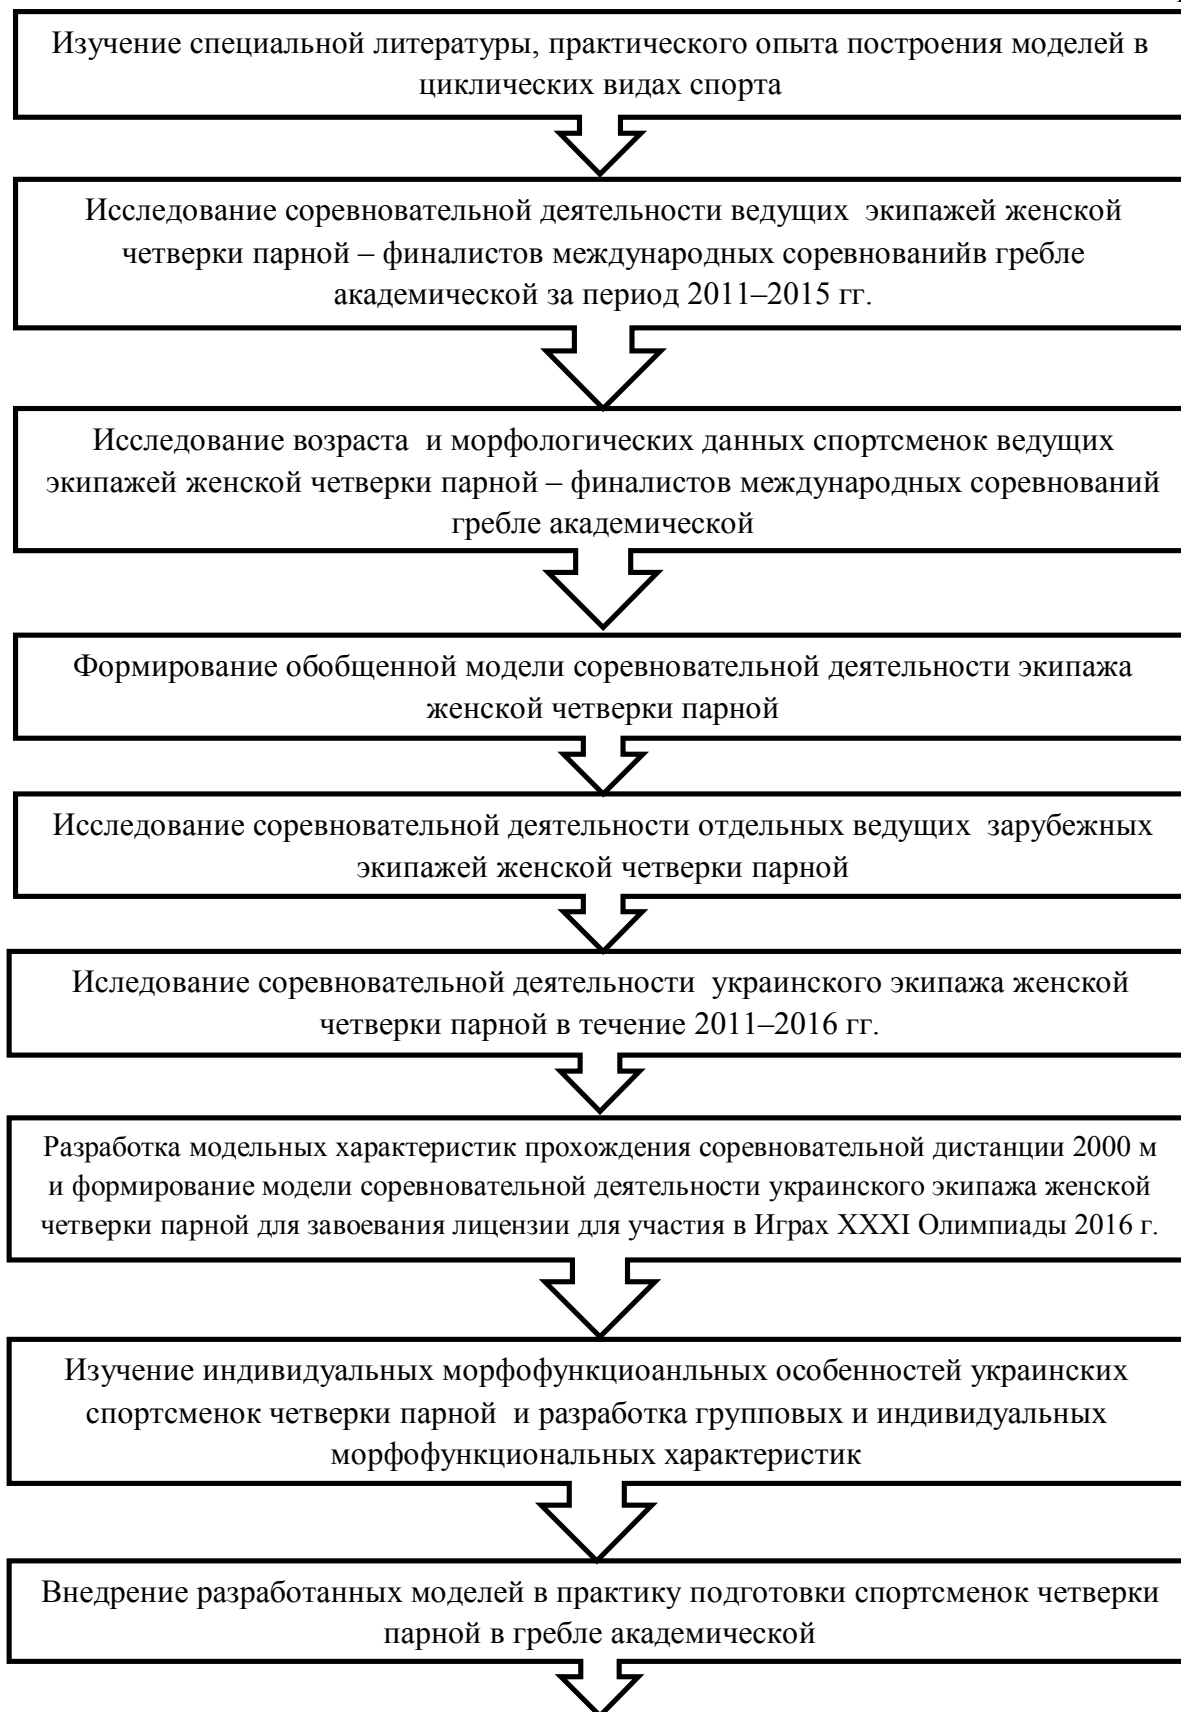 Изучение специальной литературы, практического опыта построения моделей в
циклических видах спорта
Исследование соревновательной деятельности ведущих экипажей женской
четверки парной – финалистов международных соревнованийв гребле
академической за период 2011–2015 гг.
Исследование возраста и морфологических данных спортсменок ведущих
экипажей женской четверки парной – финалистов международных соревнований
гребле академической
Формирование обобщенной модели соревновательной деятельности экипажа
женской четверки парной
Исследование соревновательной деятельности отдельных ведущих зарубежных
экипажей женской четверки парной
Иследование соревновательной деятельности украинского экипажа женской
четверки парной в течение 2011–2016 гг.
Разработка модельных характеристик прохождения соревновательной дистанции 2000 м
и формирование модели соревновательной деятельности украинского экипажа женской
четверки парной для завоевания лицензии для участия в Играх XXXI Олимпиады 2016 г.
Изучение индивидуальных морфофункциоанльных особенностей украинских
спортсменок четверки парной и разработка групповых и индивидуальных
морфофункциональных характеристик
Внедрение разработанных моделей в практику подготовки спортсменок четверки
парной в гребле академической